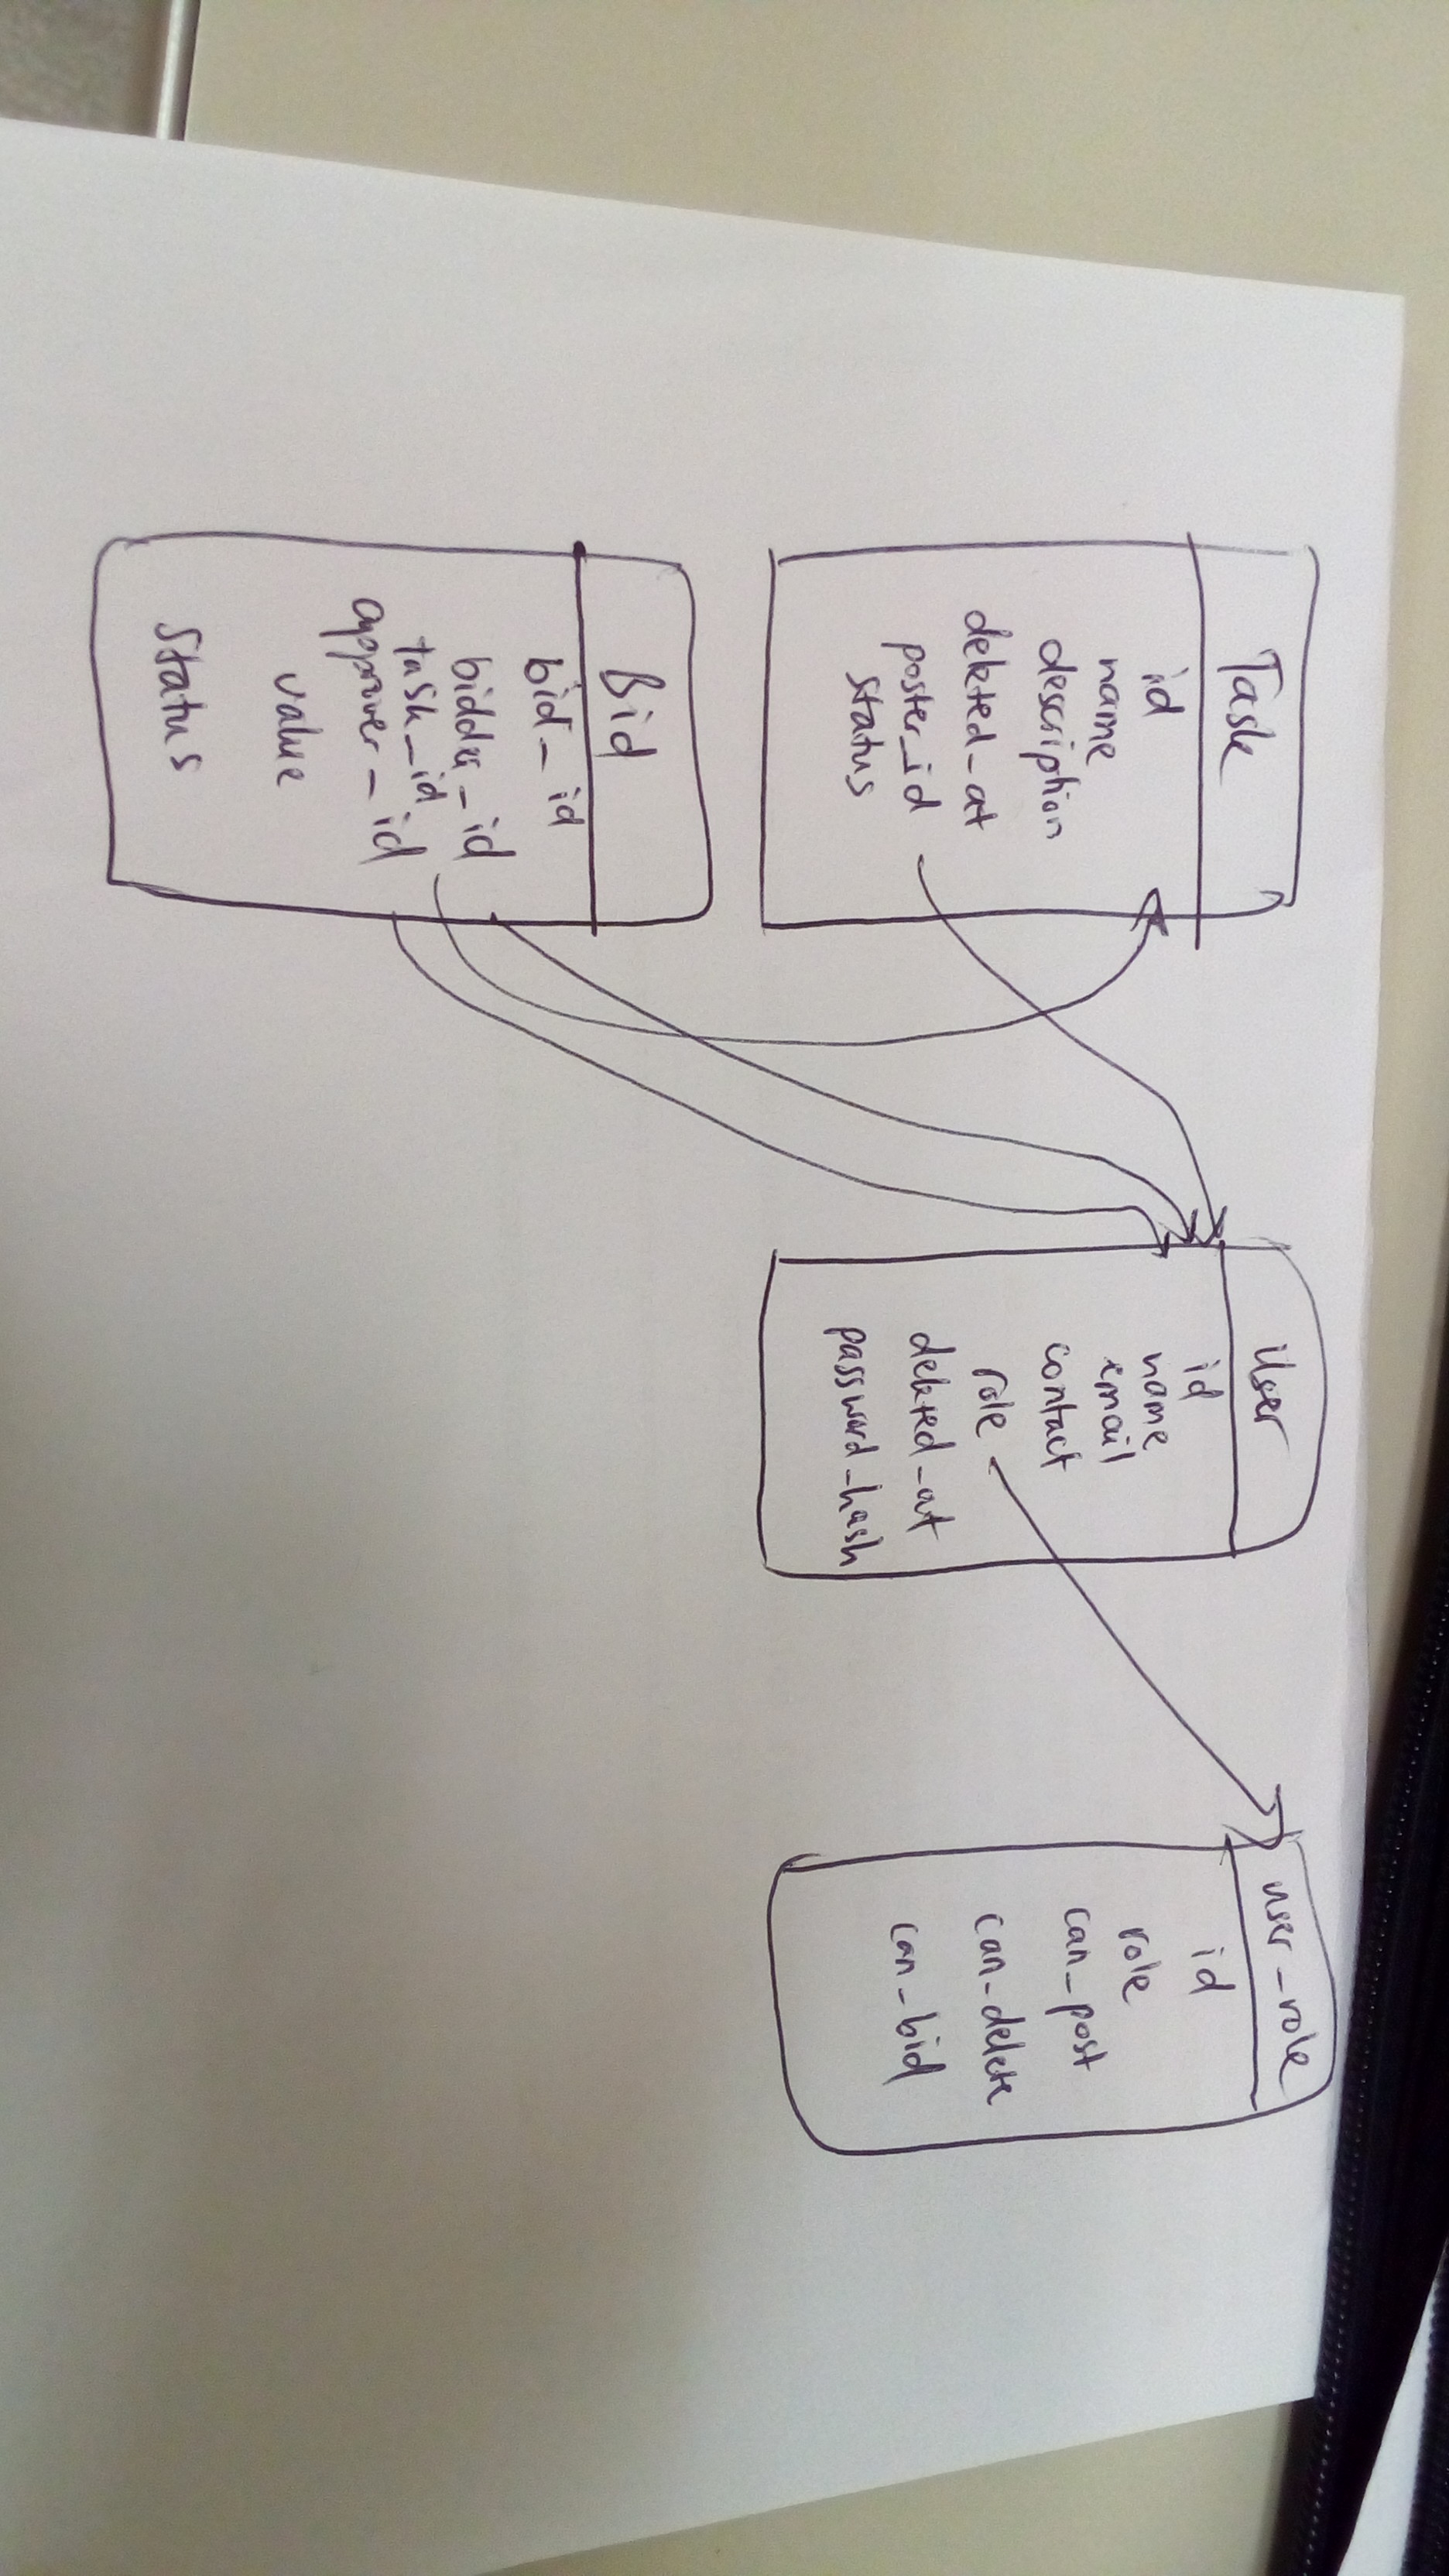 Task
id
name
description
deleted_at
poster_id
status
User
id
name
email
contact
role
deleted_at
password_hash
user_role
id
role
can_post
can_delete
can_bid
Bid
bid_id
bidder_id
task_id
approver_id
value
status